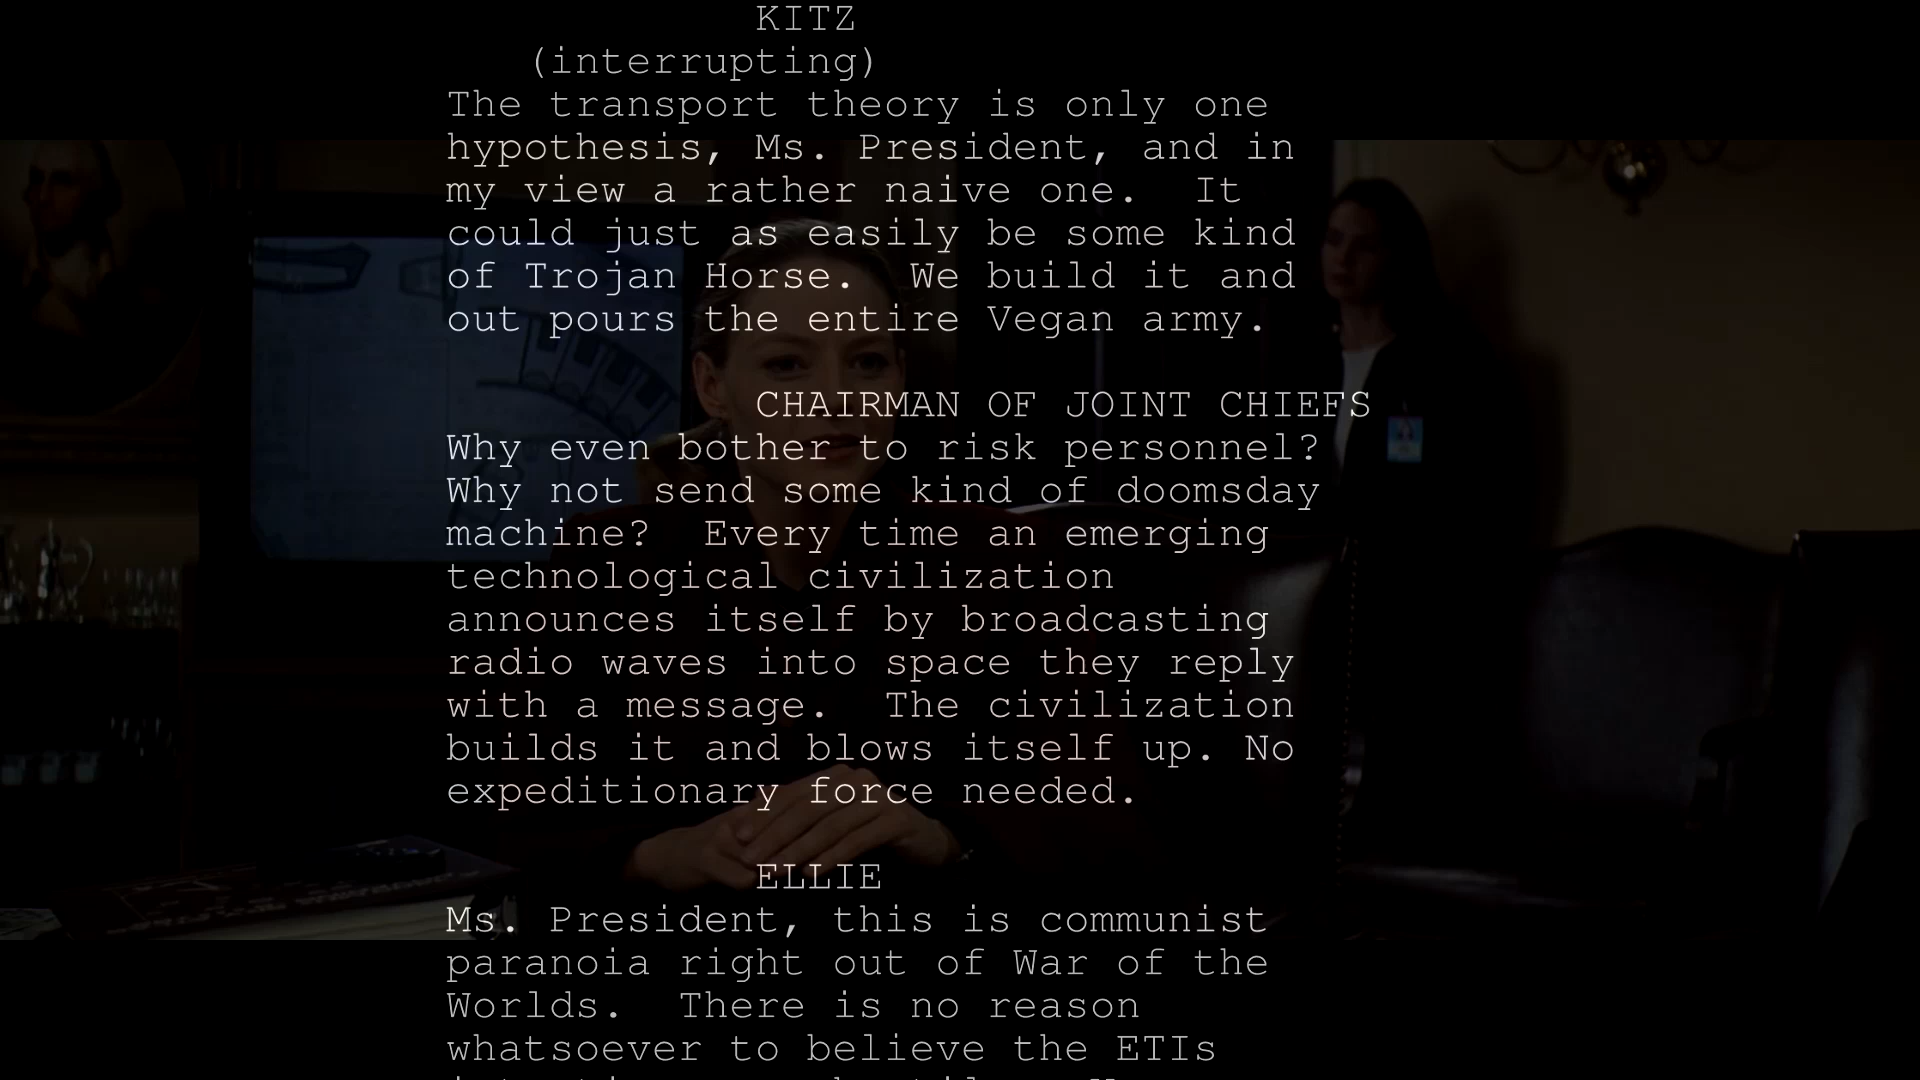 KITZ
(interrupting)
The transport theory is only one
hypothesis, Ms. President, and in
my view a rather naive one.  It
could just as easily be some kind
of Trojan Horse.  We build it and
out pours the entire Vegan army.
CHAIRMAN OF JOINT CHIEFS
Why even bother to risk personnel?
Why not send some kind of doomsday
machine?  Every time an emerging
technological civilization
announces itself by broadcasting
radio waves into space they reply
with a message.  The civilization
builds it and blows itself up. No
expeditionary force needed.
ELLIE
Ms. President, this is communist
paranoia right out of War of the
Worlds.  There is no reason
whatsoever to believe the ETIs